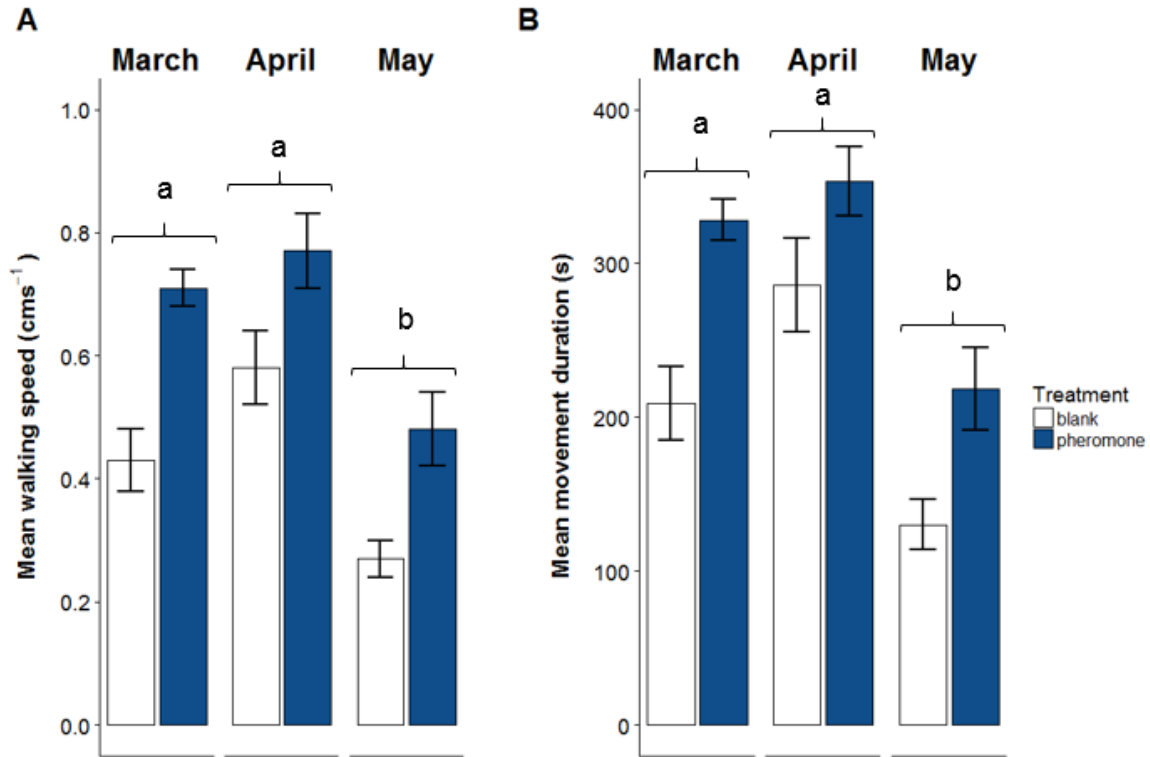 A
March April May
Mean walking speed (cms⁻¹ )
1.0
0.8
0.6
0.4
0.2
0.0
a
a
b
B
March April May
Mean movement duration (s)
400
300
200
100
0
a
a
b
Treatment
blank
pheromone